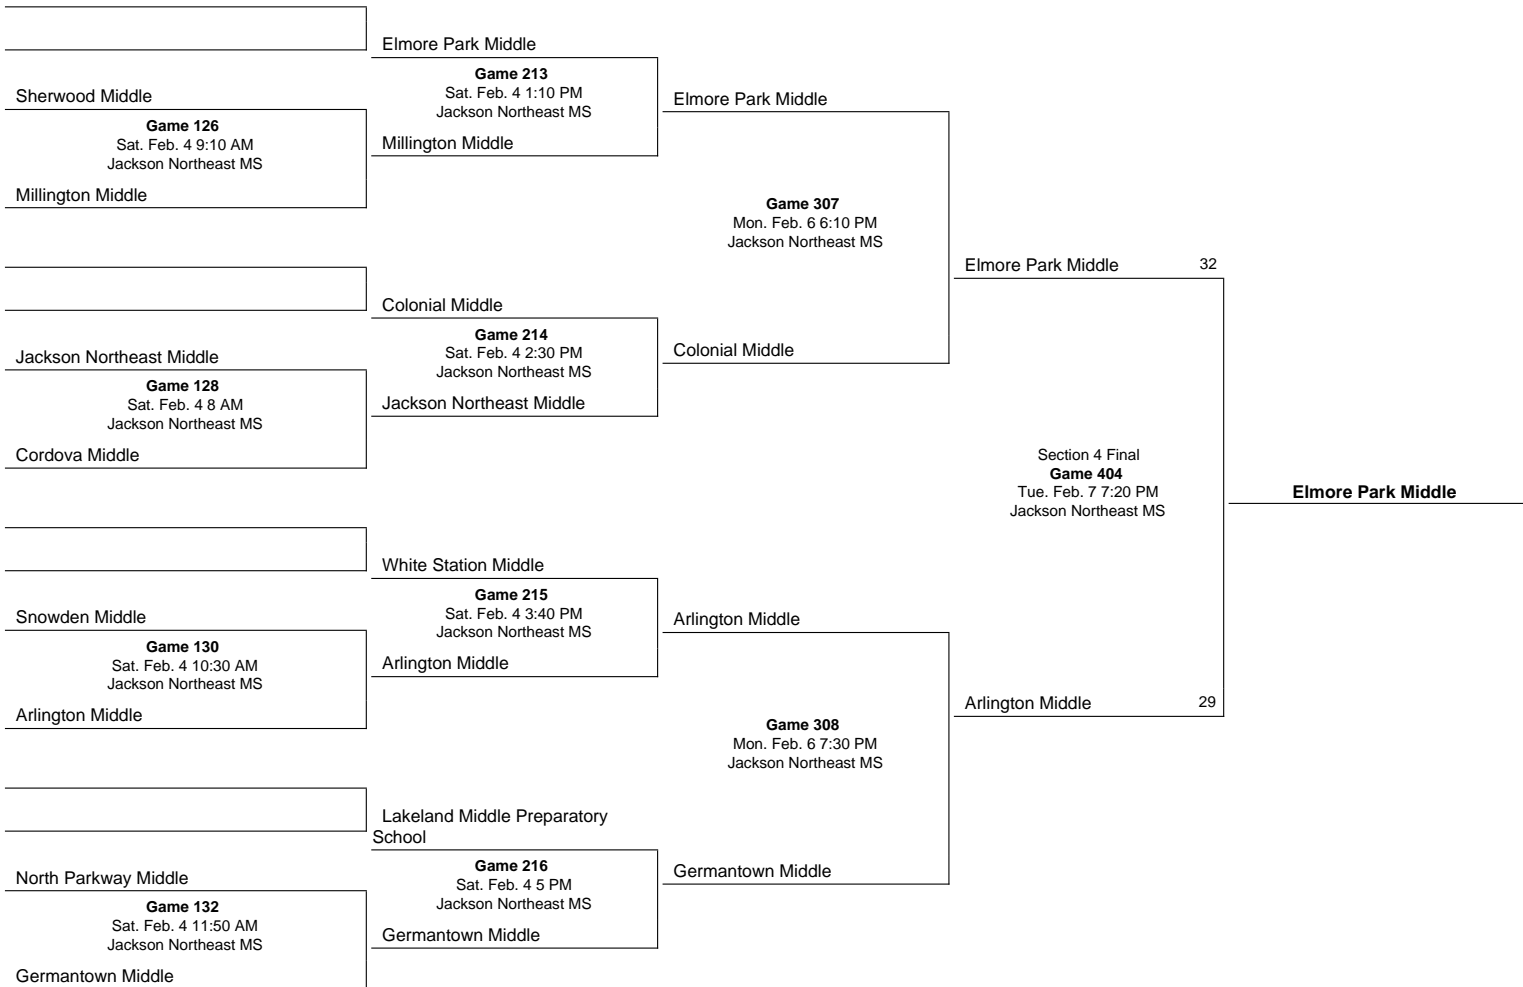 Elmore Park Middle
Game 213
Sat. Feb. 4 1:10 PM
Jackson Northeast MS
Millington Middle
Sherwood Middle
Game 126
Sat. Feb. 4 9:10 AM
Jackson Northeast MS
Millington Middle
Elmore Park Middle
Game 307
Mon. Feb. 6 6:10 PM
Jackson Northeast MS
Colonial Middle
Colonial Middle
Game 214
Sat. Feb. 4 2:30 PM
Jackson Northeast MS
Jackson Northeast Middle
Jackson Northeast Middle
Game 128
Sat. Feb. 4 8 AM
Jackson Northeast MS
Cordova Middle
Elmore Park Middle 32
Section 4 Final
Game 404
Tue. Feb. 7 7:20 PM
Jackson Northeast MS
Arlington Middle 29
Elmore Park Middle
White Station Middle
Game 215
Sat. Feb. 4 3:40 PM
Jackson Northeast MS
Arlington Middle
Snowden Middle
Game 130
Sat. Feb. 4 10:30 AM
Jackson Northeast MS
Arlington Middle
Arlington Middle
Game 308
Mon. Feb. 6 7:30 PM
Jackson Northeast MS
Germantown Middle
Lakeland Middle Preparatory
School
Game 216
Sat. Feb. 4 5 PM
Jackson Northeast MS
Germantown Middle
North Parkway Middle
Game 132
Sat. Feb. 4 11:50 AM
Jackson Northeast MS
Germantown Middle